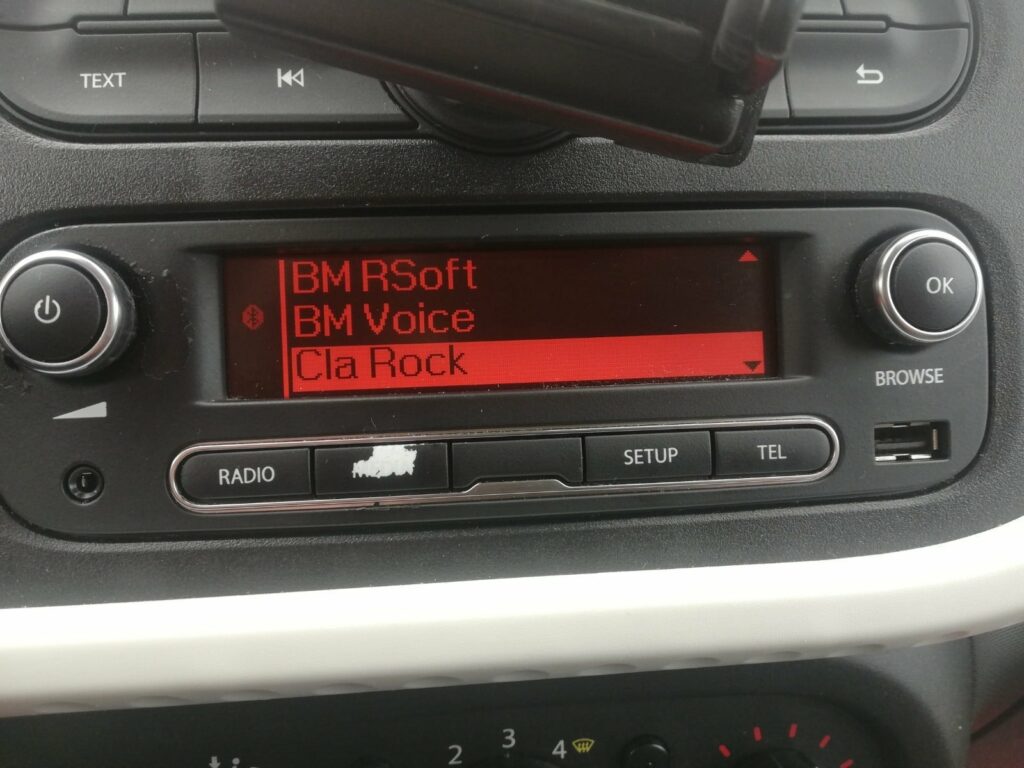 TEXT
BM RSoft
BM Voice
Cla Rock
OK
BROWSE
RADIO
SETUP
TEL
2
3
4